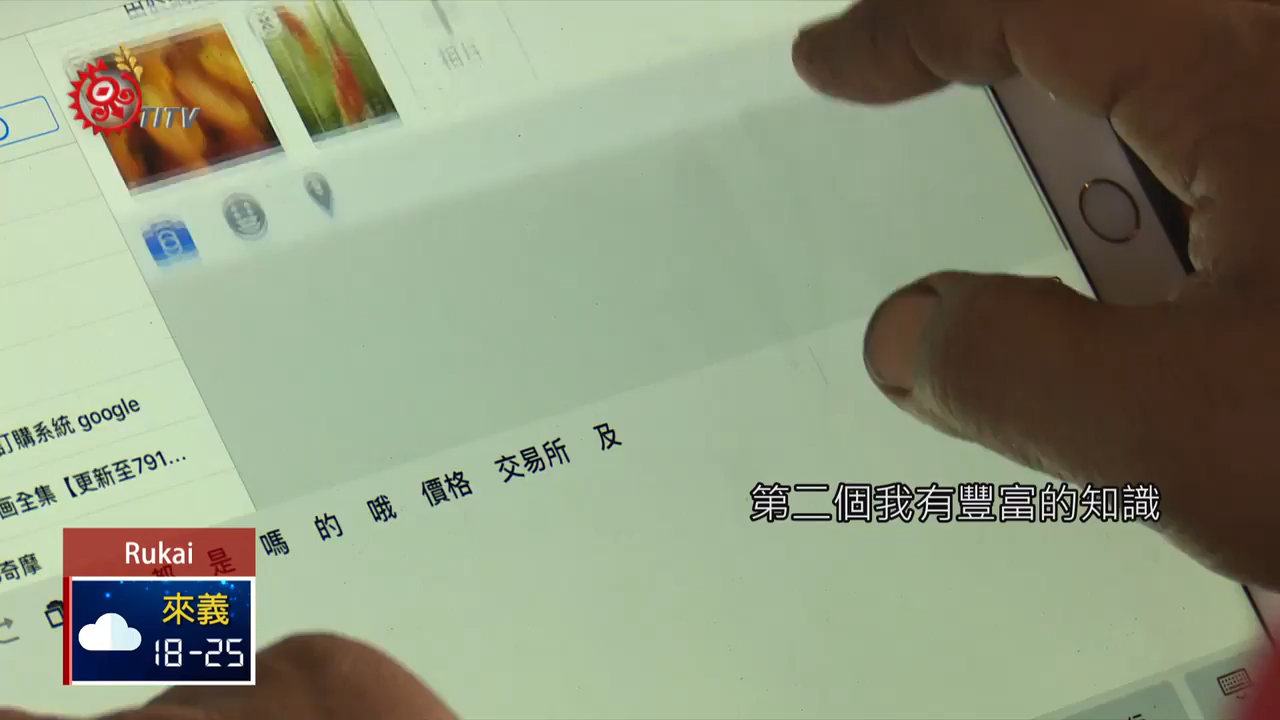 TITV
相片
訂購系統 google
画全集【更新至791...
奇摩
都 是 嗎 的 哦 價格 交易所 及
第二個我有豐富的知識
Rukai
來義
18-25